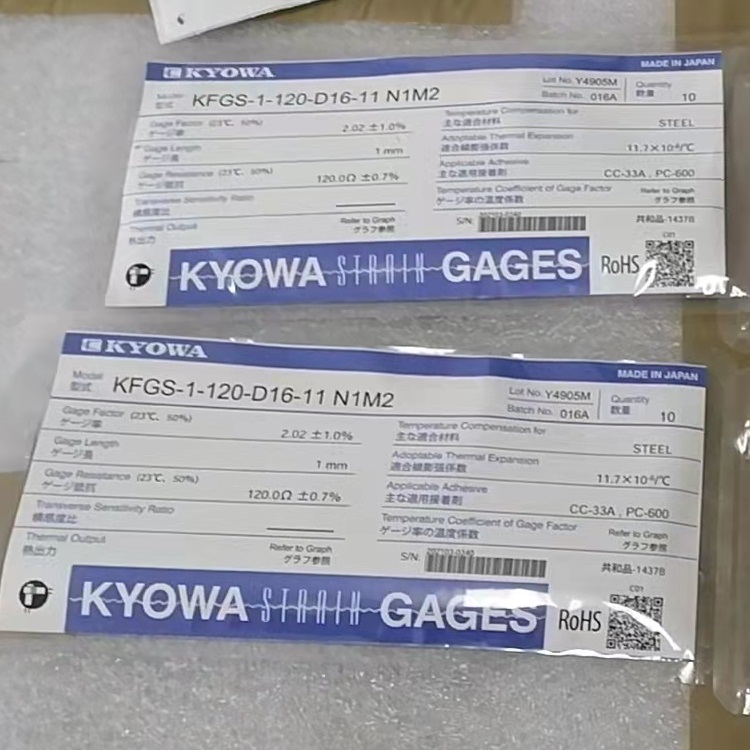 KYOWA
MADE IN JAPAN
Model
型式
KFGS-1-120-D16-11 N1M2
Lot No. Y4905M
Batch No. 016A
Quantity
数量
10
Gage Factor (23℃, 50%)
ゲージ率
2.02 ±1.0%
Gage Length
ゲージ長
1 mm
Gage Resistance (23℃, 50%)
ゲージ抵抗
120.0Ω ±0.7%
Transverse Sensitivity Ratio
横感度比
Thermal Output
熱出力
Refer to Graph
グラフ参照
Temperature Compensation for
主な適合材料
STEEL
Adoptable Thermal Expansion
適合線膨張係数
11.7×10⁻⁶/℃
Applicable Adhesive
主な適用接着剤
CC-33A , PC-600
Temperature Coefficient of Gage Factor
ゲージ率の温度係数
Refer to Graph
グラフ参照
S/N:
共和品-1437B
C01
KYOWA STRAIN GAGES
RoHS
KYOWA
MADE IN JAPAN
Model
型式
KFGS-1-120-D16-11 N1M2
Lot No. Y4905M
Batch No. 016A
Quantity
数量
10
Gage Factor (23℃, 50%)
ゲージ率
2.02 ±1.0%
Gage Length
ゲージ長
1 mm
Gage Resistance (23℃, 50%)
ゲージ抵抗
120.0Ω ±0.7%
Transverse Sensitivity Ratio
横感度比
Thermal Output
熱出力
Refer to Graph
グラフ参照
Temperature Compensation for
主な適合材料
STEEL
Adoptable Thermal Expansion
適合線膨張係数
11.7×10⁻⁶/℃
Applicable Adhesive
主な適用接着剤
CC-33A , PC-600
Temperature Coefficient of Gage Factor
ゲージ率の温度係数
Refer to Graph
グラフ参照
S/N:
共和品-1437B
C01
KYOWA STRAIN GAGES
RoHS